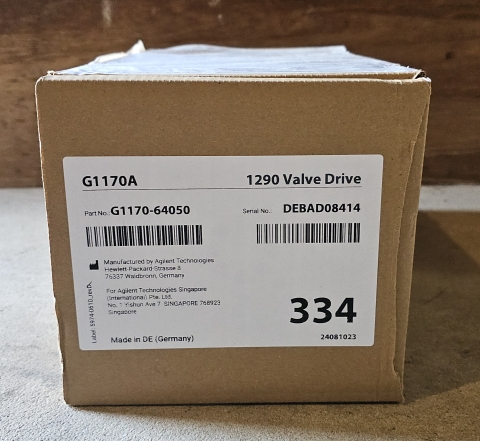 G1170A 1290 Valve Drive
Part No.: G1170-64050 Serial No.: DEBAD08414
Manufactured by Agilent Technologies
Hewlett-Packard-Strasse 8
76337 Waldbronn, Germany
For Agilent Technologies Singapore
(International) Pte. Ltd.
No. 1 Yishun Ave 7 SINGAPORE 768923
Singapore
334
Made in DE (Germany) 24081023